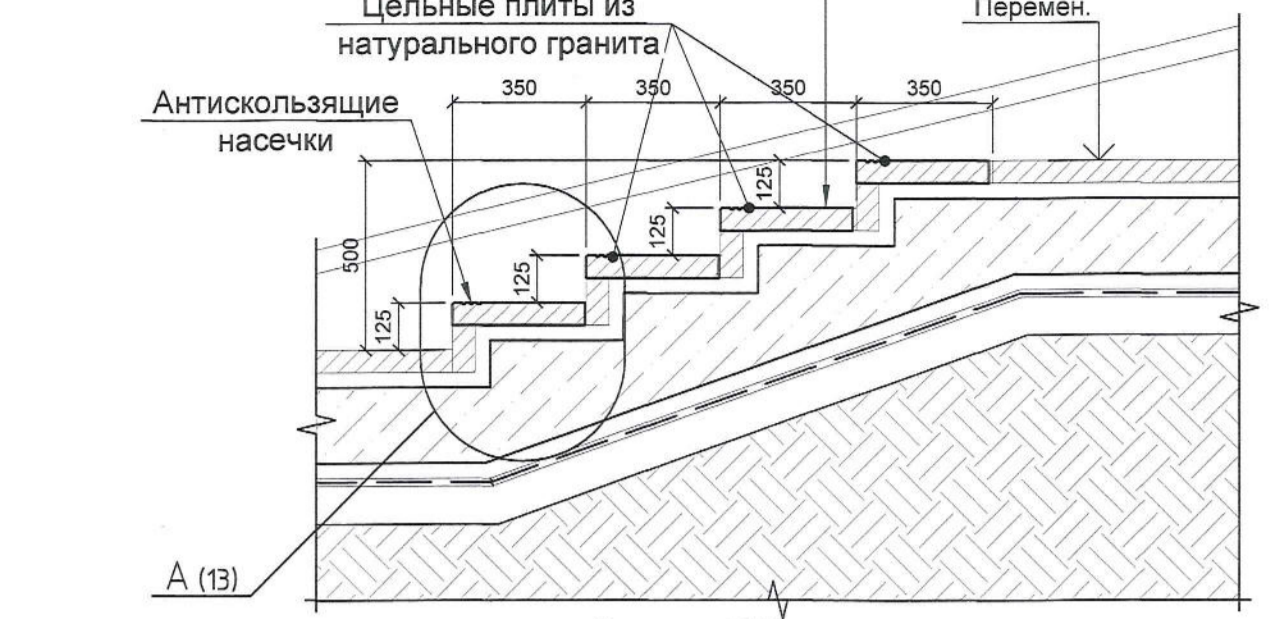 Цельные плиты из
натурального гранита
Перемен.
350
350
350
350
Антискользящие
насечки
125
500
125
125
125
А (13)